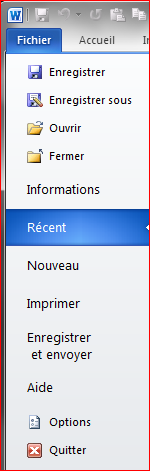 W
Fichier Accueil
Enregistrer
Enregistrer sous
Ouvrir
Fermer
Informations
Récent
Nouveau
Imprimer
Enregistrer
et envoyer
Aide
Options
Quitter